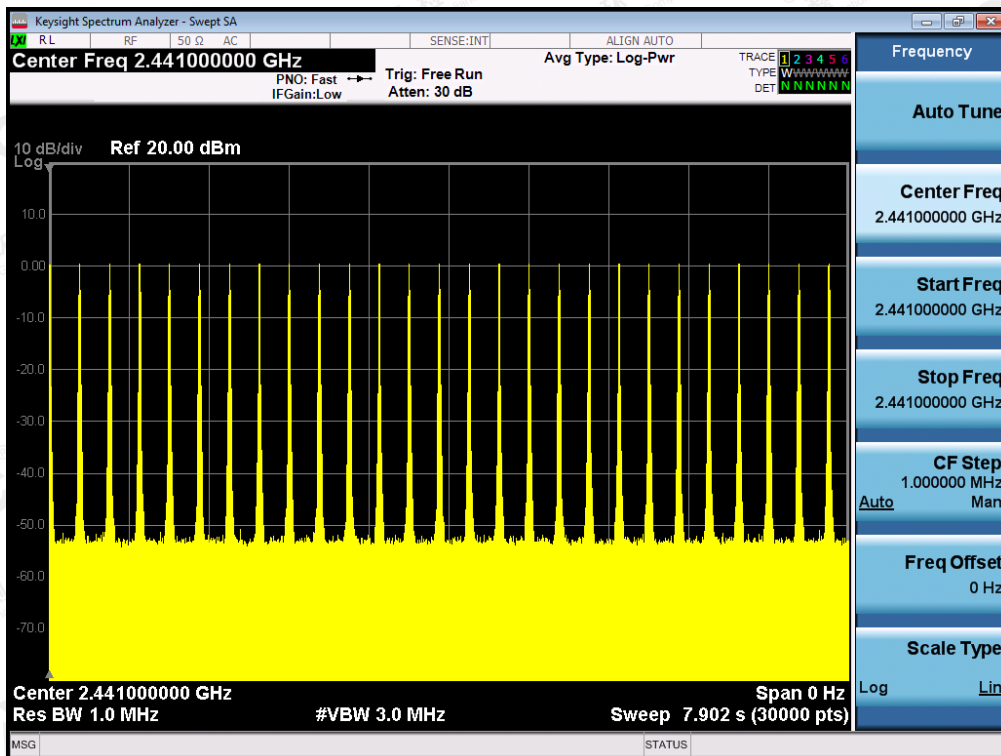 Keysight Spectrum Analyzer - Swept SA
LXI RL RF 50 Ω AC SENSE:INT ALIGN AUTO
Center Freq 2.441000000 GHz
PNO: Fast
IFGain:Low
Trig: Free Run
Atten: 30 dB
Avg Type: Log-Pwr
TRACE 1 2 3 4 5 6
TYPE W
DET N N N N N N
10 dB/div Ref 20.00 dBm
Log
10.0
0.00
-10.0
-20.0
-30.0
-40.0
-50.0
-60.0
-70.0
Center 2.441000000 GHz Span 0 Hz
Res BW 1.0 MHz #VBW 3.0 MHz Sweep 7.902 s (30000 pts)
MSG STATUS
Frequency
Auto Tune
Center Freq
2.441000000 GHz
Start Freq
2.441000000 GHz
Stop Freq
2.441000000 GHz
CF Step
1.000000 MHz
Auto Man
Freq Offset
0 Hz
Scale Type
Log Lin